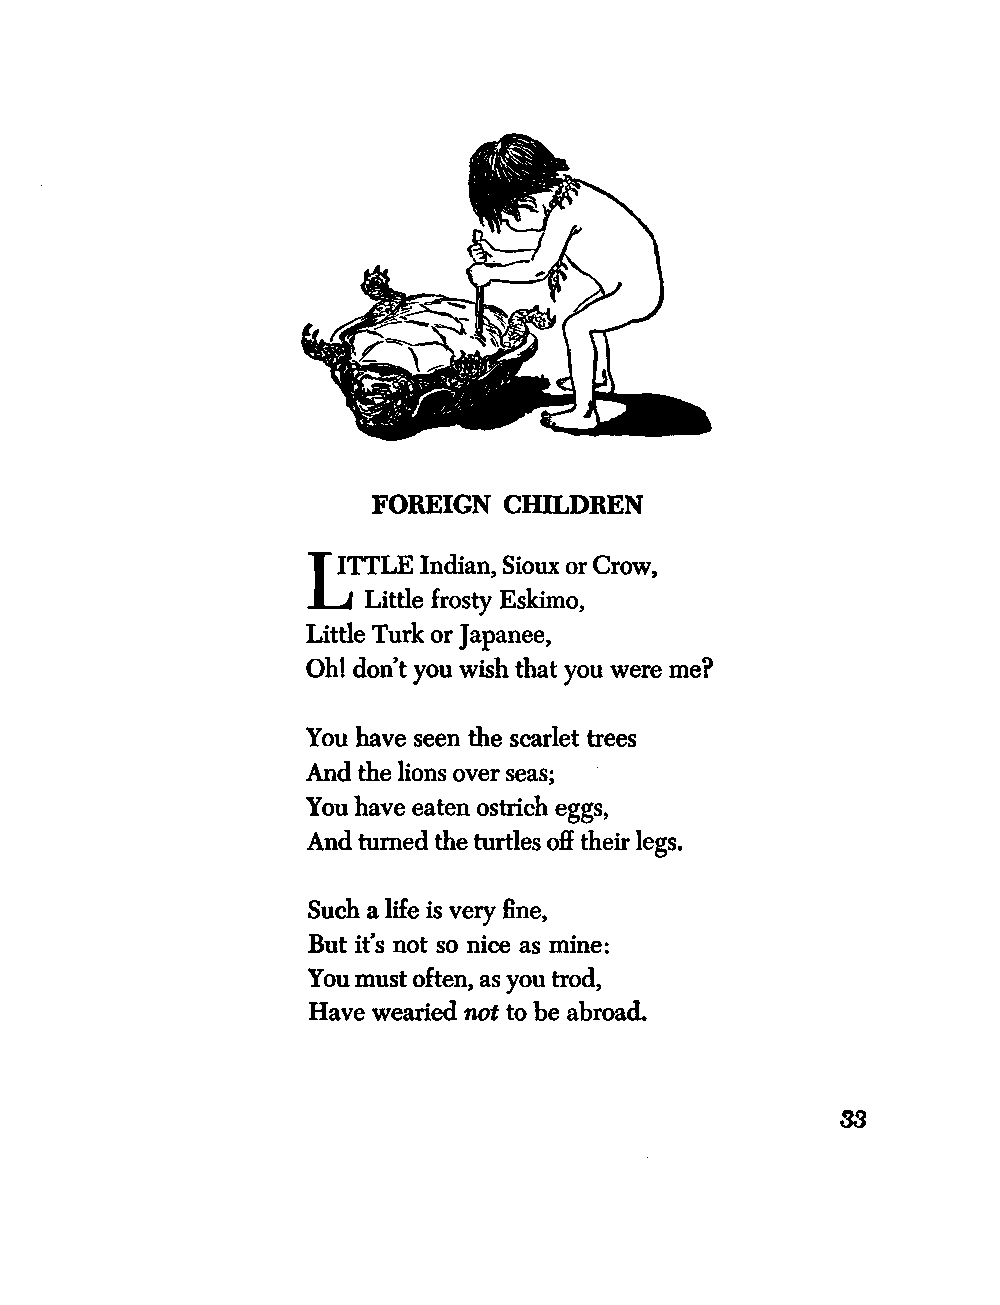 FOREIGN CHILDREN
LITTLE Indian, Sioux or Crow,
Little frosty Eskimo,
Little Turk or Japanee,
Oh! don't you wish that you were me?
You have seen the scarlet trees
And the lions over seas;
You have eaten ostrich eggs,
And turned the turtles off their legs.
Such a life is very fine,
But it's not so nice as mine:
You must often, as you trod,
Have wearied not to be abroad.
33